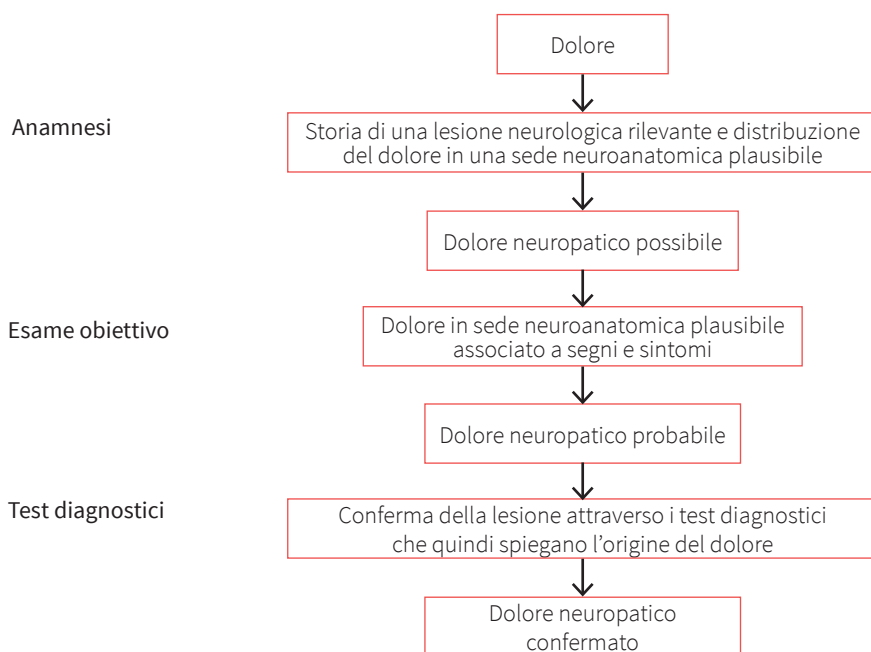 Dolore
Anamnesi
Storia di una lesione neurologica rilevante e distribuzione
del dolore in una sede neuroanatomica plausibile
Dolore neuropatico possibile
Esame obiettivo
Dolore in sede neuroanatomica plausibile
associato a segni e sintomi
Dolore neuropatico probabile
Test diagnostici
Conferma della lesione attraverso i test diagnostici
che quindi spiegano l’origine del dolore
Dolore neuropatico
confermato